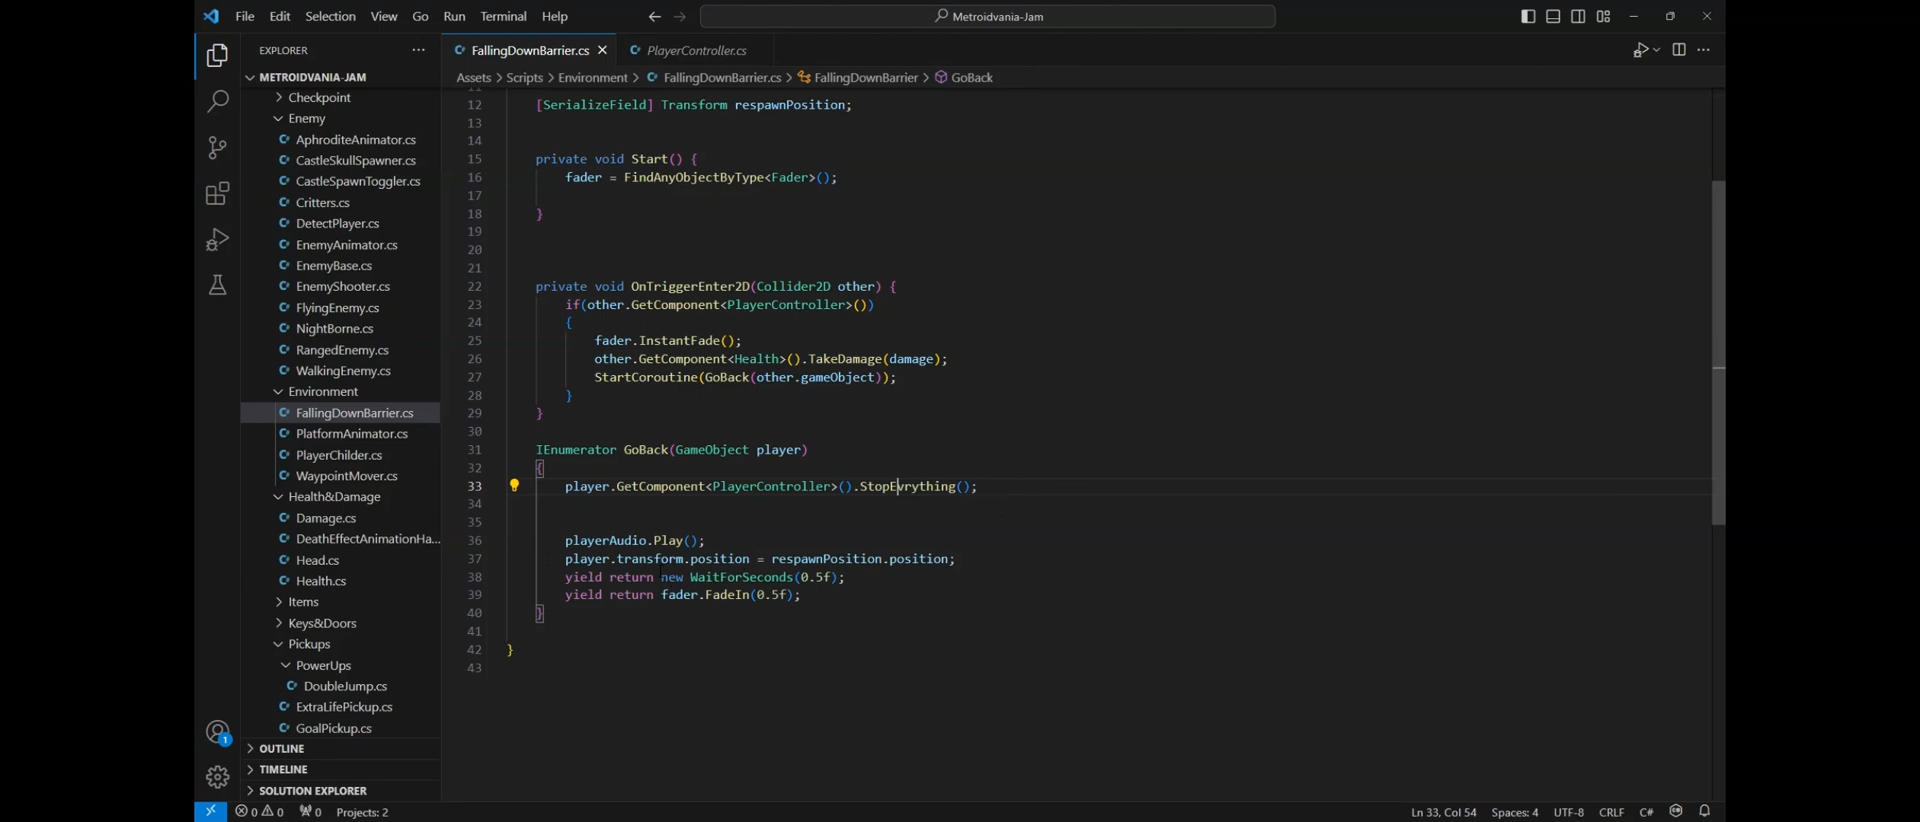 File Edit Selection View Go Run Terminal Help
Metroidvania-Jam
EXPLORER
METROIDVANIA-JAM
Checkpoint
Enemy
AphroditeAnimator.cs
CastleSkullSpawner.cs
CastleSpawnToggler.cs
Critters.cs
DetectPlayer.cs
EnemyAnimator.cs
EnemyBase.cs
EnemyShooter.cs
FlyingEnemy.cs
NightBorne.cs
RangedEnemy.cs
WalkingEnemy.cs
Environment
FallingDownBarrier.cs
PlatformAnimator.cs
PlayerChilder.cs
WaypointMover.cs
Health&Damage
Damage.cs
DeathEffectAnimationHa...
Head.cs
Health.cs
Items
Keys&Doors
Pickups
PowerUps
DoubleJump.cs
ExtraLifePickup.cs
GoalPickup.cs
OUTLINE
TIMELINE
SOLUTION EXPLORER
FallingDownBarrier.cs PlayerController.cs
Assets > Scripts > Environment > FallingDownBarrier.cs > FallingDownBarrier > GoBack
12 [SerializeField] Transform respawnPosition;
13
14
15 private void Start() {
16 fader = FindAnyObjectByType<Fader>();
17
18 }
19
20
21
22 private void OnTriggerEnter2D(Collider2D other) {
23 if(other.GetComponent<PlayerController>())
24 {
25 fader.InstantFade();
26 other.GetComponent<Health>().TakeDamage(damage);
27 StartCoroutine(GoBack(other.gameObject));
28 }
29 }
30
31 IEnumerator GoBack(GameObject player)
32 {
33 player.GetComponent<PlayerController>().StopEvrything();
34
35
36 playerAudio.Play();
37 player.transform.position = respawnPosition.position;
38 yield return new WaitForSeconds(0.5f);
39 yield return fader.FadeIn(0.5f);
40 }
41
42 }
43
1
0 0 0 Projects: 2 Ln 33, Col 54 Spaces: 4 UTF-8 CRLF C#